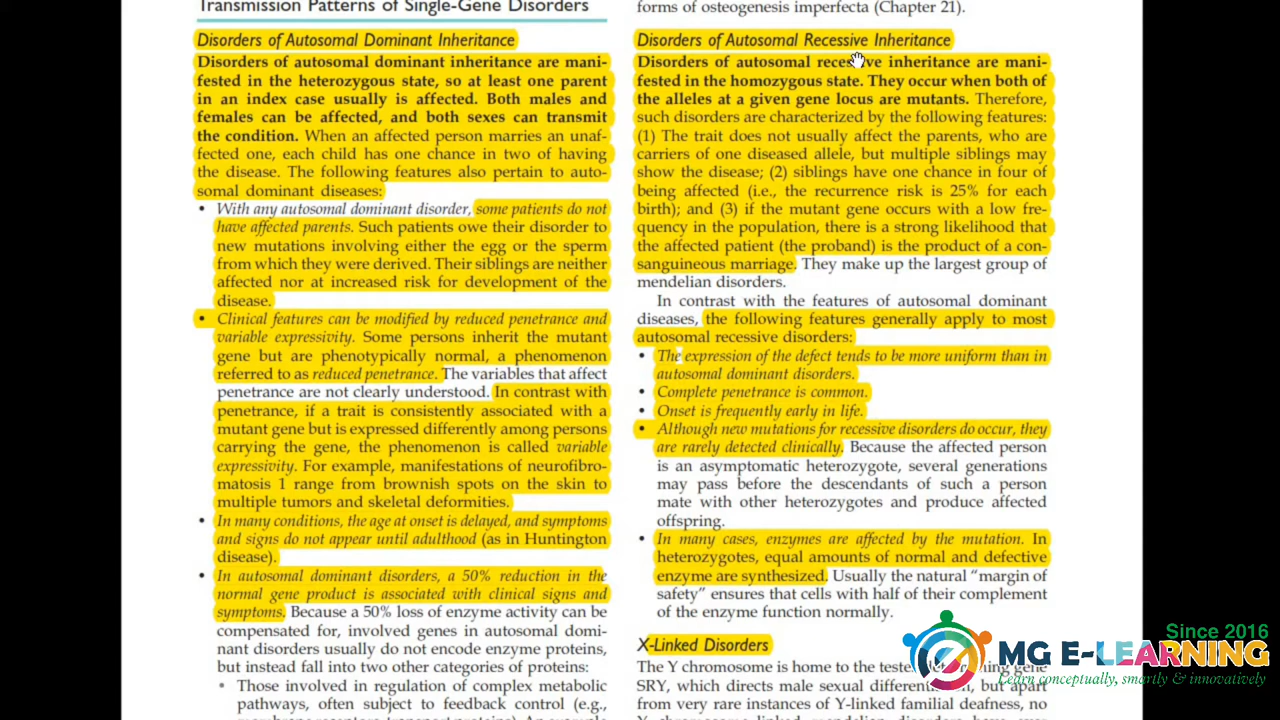 Transmission Patterns of Single-Gene Disorders
Disorders of Autosomal Dominant Inheritance
Disorders of autosomal dominant inheritance are mani-
fested in the heterozygous state, so at least one parent
in an index case usually is affected. Both males and
females can be affected, and both sexes can transmit
the condition. When an affected person marries an unaf-
fected one, each child has one chance in two of having
the disease. The following features also pertain to auto-
somal dominant diseases:
• With any autosomal dominant disorder, some patients do not
have affected parents. Such patients owe their disorder to
new mutations involving either the egg or the sperm
from which they were derived. Their siblings are neither
affected nor at increased risk for development of the
disease.
• Clinical features can be modified by reduced penetrance and
variable expressivity. Some persons inherit the mutant
gene but are phenotypically normal, a phenomenon
referred to as reduced penetrance. The variables that affect
penetrance are not clearly understood. In contrast with
penetrance, if a trait is consistently associated with a
mutant gene but is expressed differently among persons
carrying the gene, the phenomenon is called variable
expressivity. For example, manifestations of neurofibro-
matosis 1 range from brownish spots on the skin to
multiple tumors and skeletal deformities.
• In many conditions, the age at onset is delayed, and symptoms
and signs do not appear until adulthood (as in Huntington
disease).
• In autosomal dominant disorders, a 50% reduction in the
normal gene product is associated with clinical signs and
symptoms. Because a 50% loss of enzyme activity can be
compensated for, involved genes in autosomal domi-
nant disorders usually do not encode enzyme proteins,
but instead fall into two other categories of proteins:
• Those involved in regulation of complex metabolic
pathways, often subject to feedback control (e.g.,
forms of osteogenesis imperfecta (Chapter 21).
Disorders of Autosomal Recessive Inheritance
Disorders of autosomal recessive inheritance are mani-
fested in the homozygous state. They occur when both of
the alleles at a given gene locus are mutants. Therefore,
such disorders are characterized by the following features:
(1) The trait does not usually affect the parents, who are
carriers of one diseased allele, but multiple siblings may
show the disease; (2) siblings have one chance in four of
being affected (i.e., the recurrence risk is 25% for each
birth); and (3) if the mutant gene occurs with a low fre-
quency in the population, there is a strong likelihood that
the affected patient (the proband) is the product of a con-
sanguineous marriage. They make up the largest group of
mendelian disorders.
In contrast with the features of autosomal dominant
diseases, the following features generally apply to most
autosomal recessive disorders:
• The expression of the defect tends to be more uniform than in
autosomal dominant disorders.
• Complete penetrance is common.
• Onset is frequently early in life.
• Although new mutations for recessive disorders do occur, they
are rarely detected clinically. Because the affected person
is an asymptomatic heterozygote, several generations
may pass before the descendants of such a person
mate with other heterozygotes and produce affected
offspring.
• In many cases, enzymes are affected by the mutation. In
heterozygotes, equal amounts of normal and defective
enzyme are synthesized. Usually the natural “margin of
safety” ensures that cells with half of their complement
of the enzyme function normally.
X-Linked Disorders
The Y chromosome is home to the gene
SRY, which directs male sexual but apart
from very rare instances of Y-linked familial deafness, no
Since 2016
MG E-LEARNING
Learn conceptually, smartly & innovatively